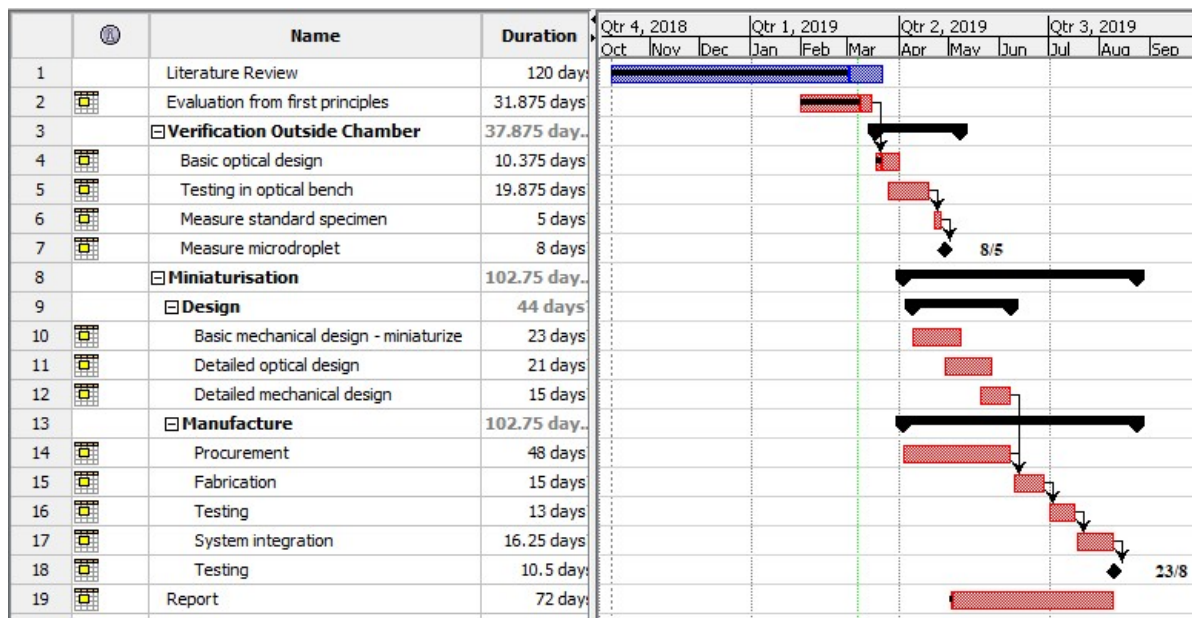 Name Duration Qtr 4, 2018 Qtr 1, 2019 Qtr 2, 2019 Qtr 3, 2019
Oct Nov Dec Jan Feb Mar Apr May Jun Jul Aug Sep
1 Literature Review 120 days
2 Evaluation from first principles 31.875 days
3 Verification Outside Chamber 37.875 day..
4 Basic optical design 10.375 days
5 Testing in optical bench 19.875 days
6 Measure standard specimen 5 days
7 Measure microdroplet 8 days 8/5
8 Miniaturisation 102.75 day..
9 Design 44 days
10 Basic mechanical design - miniaturize 23 days
11 Detailed optical design 21 days
12 Detailed mechanical design 15 days
13 Manufacture 102.75 day..
14 Procurement 48 days
15 Fabrication 15 days
16 Testing 13 days
17 System integration 16.25 days
18 Testing 10.5 days 23/8
19 Report 72 days